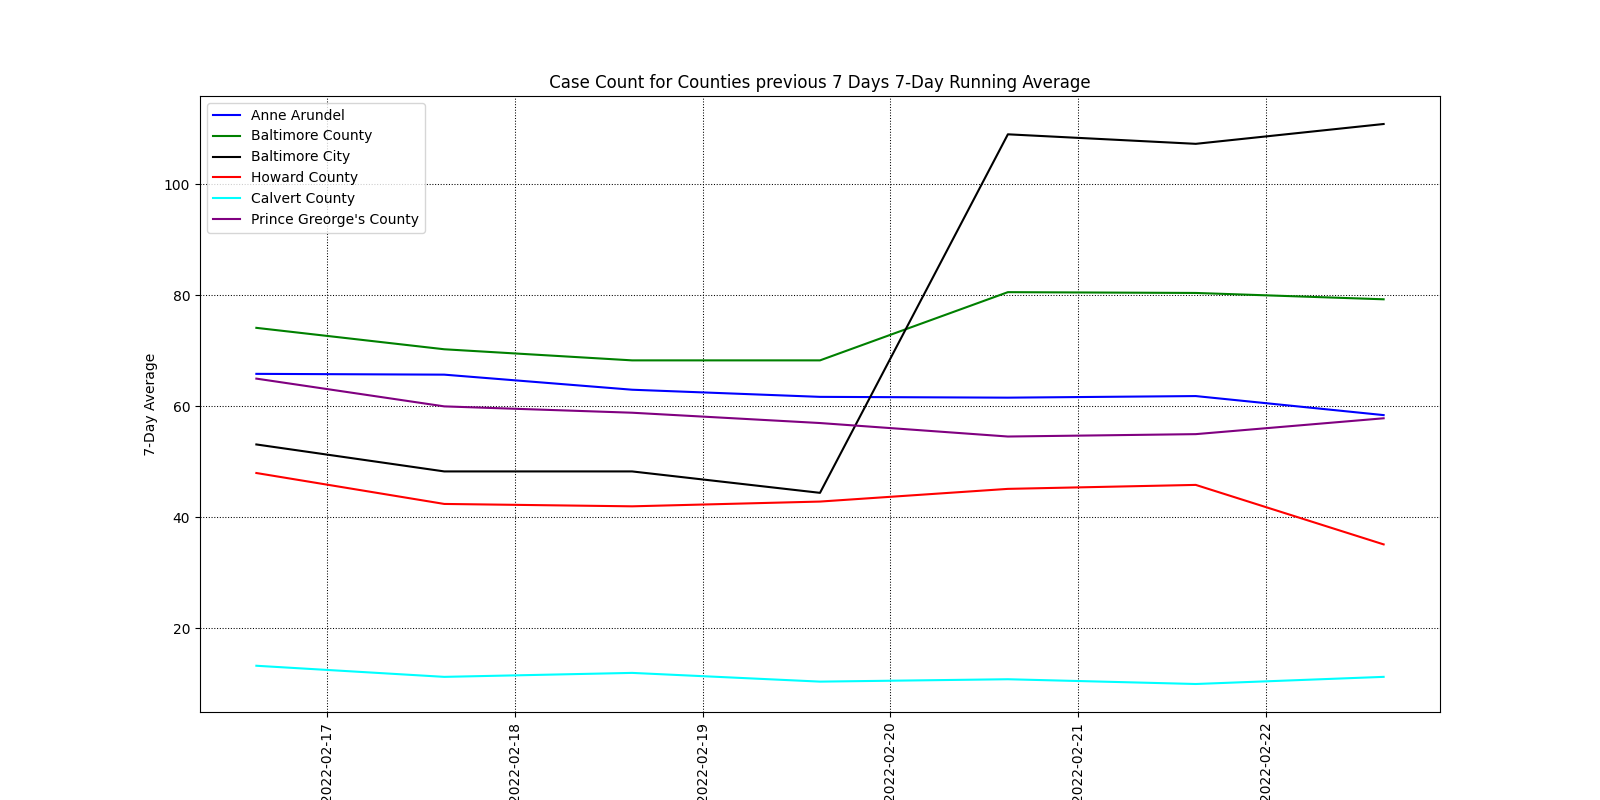 Case Count for Counties previous 7 Days 7-Day Running Average
Anne Arundel
Baltimore County
Baltimore City
Howard County
Calvert County
Prince Greorge's County
7-Day Average
100
80
60
40
20
2022-02-17
2022-02-18
2022-02-19
2022-02-20
2022-02-21
2022-02-22